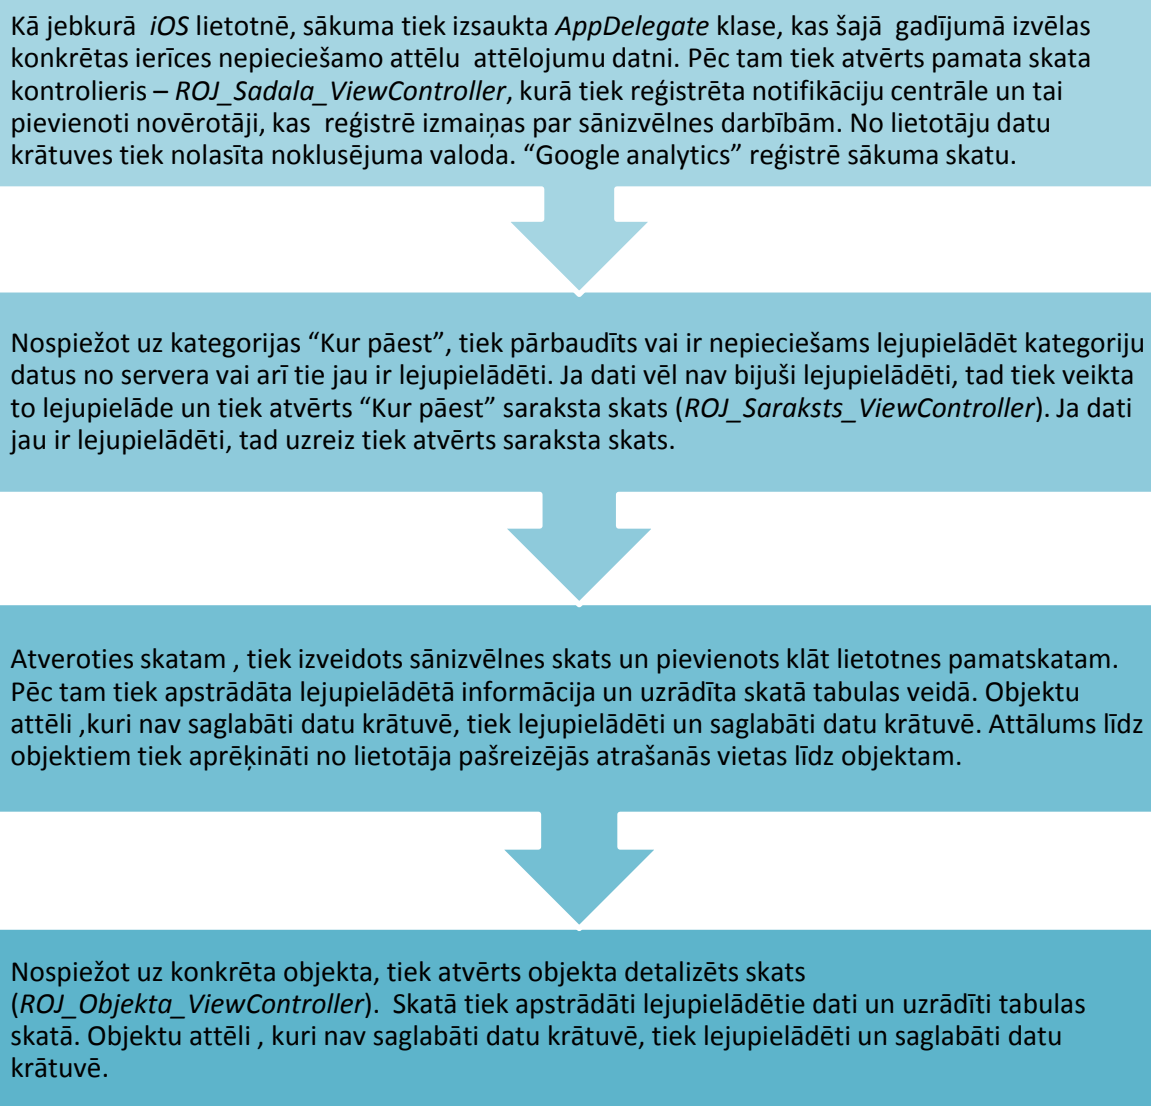 Kā jebkurā  iOS lietotnē, sākuma tiek izsaukta AppDelegate klase, kas šajā  gadījumā izvēlas
konkrētas ierīces nepieciešamo attēlu  attēlojumu datni. Pēc tam tiek atvērts pamata skata
kontrolieris – ROJ_Sadala_ViewController, kurā tiek reģistrēta notifikāciju centrāle un tai
pievienoti novērotāji, kas  reģistrē izmaiņas par sānizvēlnes darbībām. No lietotāju datu
krātuves tiek nolasīta noklusējuma valoda. “Google analytics” reģistrē sākuma skatu.
Nospiežot uz kategorijas “Kur pāest”, tiek pārbaudīts vai ir nepieciešams lejupielādēt kategoriju
datus no servera vai arī tie jau ir lejupielādēti. Ja dati vēl nav bijuši lejupielādēti, tad tiek veikta
to lejupielāde un tiek atvērts “Kur pāest” saraksta skats (ROJ_Saraksts_ViewController). Ja dati
jau ir lejupielādēti, tad uzreiz tiek atvērts saraksta skats.
Atveroties skatam , tiek izveidots sānizvēlnes skats un pievienots klāt lietotnes pamatskatam.
Pēc tam tiek apstrādāta lejupielādētā informācija un uzrādīta skatā tabulas veidā. Objektu
attēli ,kuri nav saglabāti datu krātuvē, tiek lejupielādēti un saglabāti datu krātuvē. Attālums līdz
objektiem tiek aprēķināti no lietotāja pašreizējās atrašanās vietas līdz objektam.
Nospiežot uz konkrēta objekta, tiek atvērts objekta detalizēts skats
(ROJ_Objekta_ViewController).  Skatā tiek apstrādāti lejupielādētie dati un uzrādīti tabulas
skatā. Objektu attēli , kuri nav saglabāti datu krātuvē, tiek lejupielādēti un saglabāti datu
krātuvē.